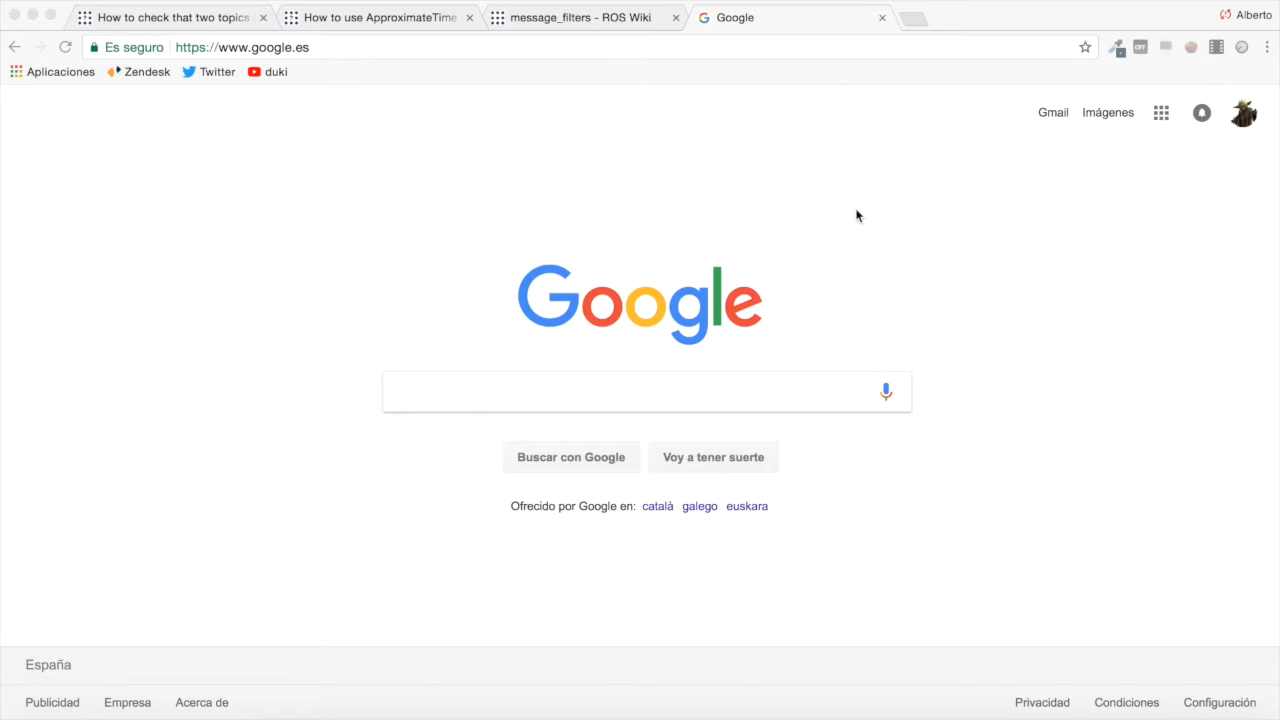 How to check that two topics
How to use ApproximateTime
message_filters - ROS Wiki
Google
Alberto
Es seguro
https://www.google.es
OFF
Aplicaciones
Zendesk
Twitter
duki
Gmail
Imágenes
Google
Buscar con Google
Voy a tener suerte
Ofrecido por Google en: català galego euskara
España
Publicidad
Empresa
Acerca de
Privacidad
Condiciones
Configuración